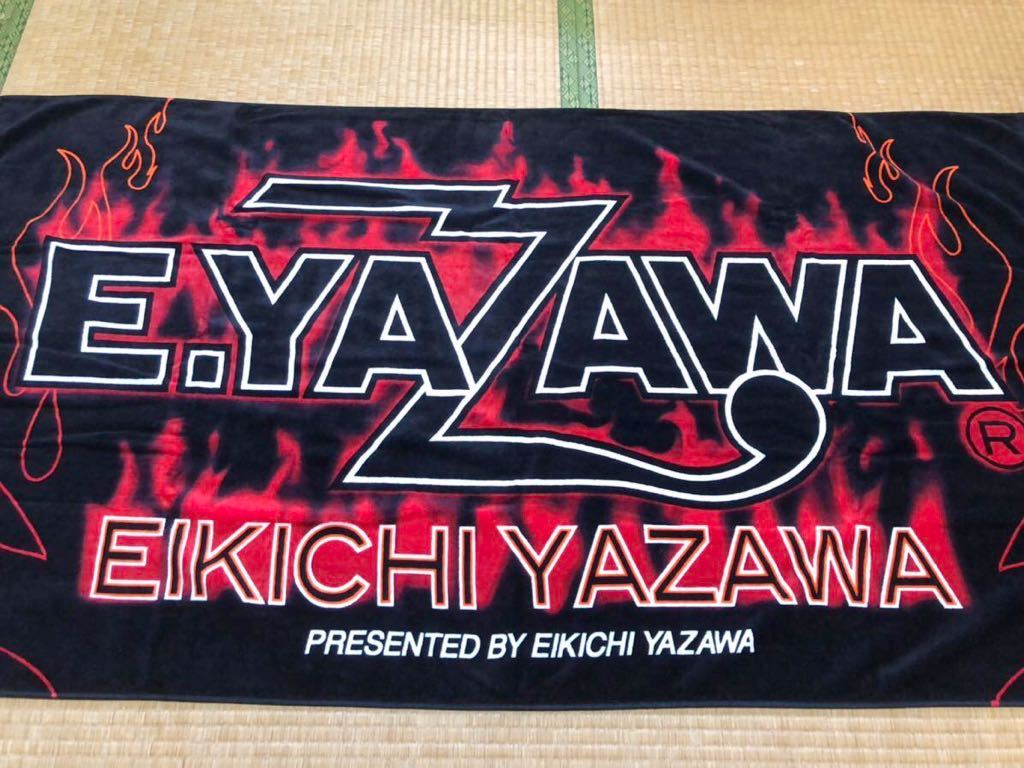 E.YAZAWA
®
EIKICHI YAZAWA
PRESENTED BY EIKICHI YAZAWA